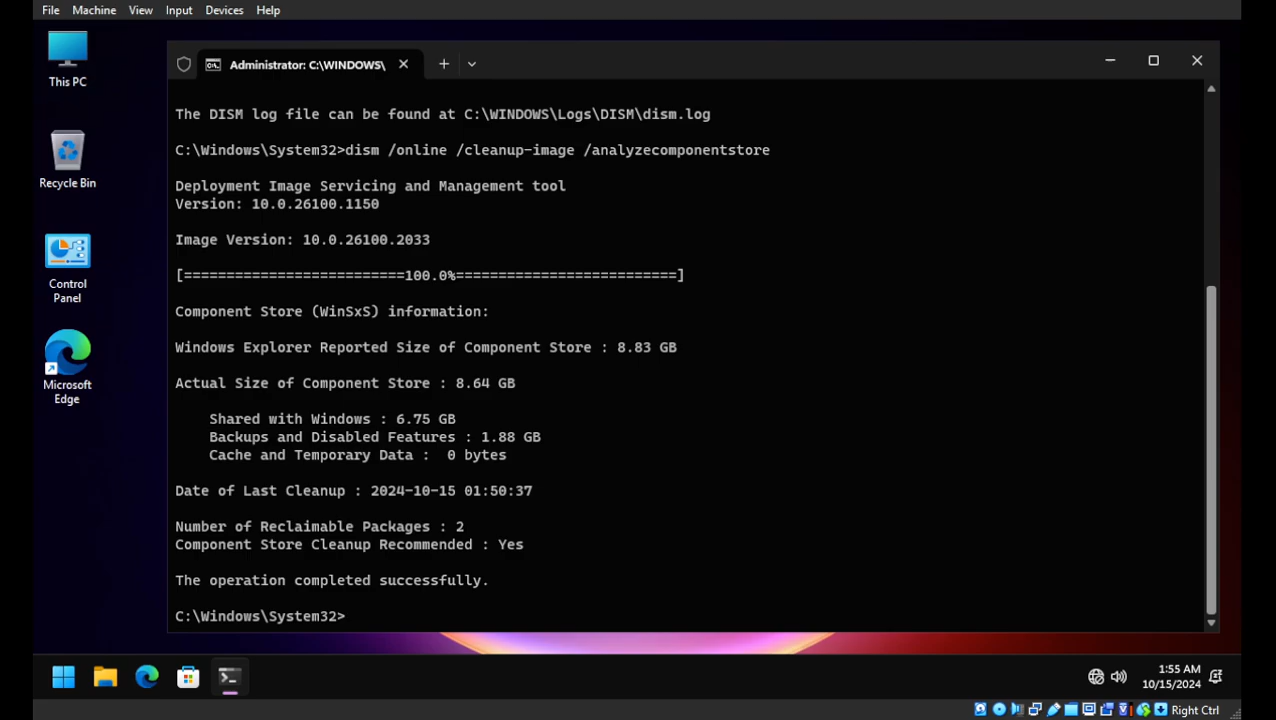 File Machine View Input Devices Help
This PC
Recycle Bin
Control
Panel
Microsoft
Edge
Administrator: C:\WINDOWS\
The DISM log file can be found at C:\WINDOWS\Logs\DISM\dism.log
C:\Windows\System32>dism /online /cleanup-image /analyzecomponentstore
Deployment Image Servicing and Management tool
Version: 10.0.26100.1150
Image Version: 10.0.26100.2033
[==========================100.0%==========================]
Component Store (WinSxS) information:
Windows Explorer Reported Size of Component Store : 8.83 GB
Actual Size of Component Store : 8.64 GB
Shared with Windows : 6.75 GB
Backups and Disabled Features : 1.88 GB
Cache and Temporary Data :  0 bytes
Date of Last Cleanup : 2024-10-15 01:50:37
Number of Reclaimable Packages : 2
Component Store Cleanup Recommended : Yes
The operation completed successfully.
C:\Windows\System32>
1:55 AM
10/15/2024
Right Ctrl